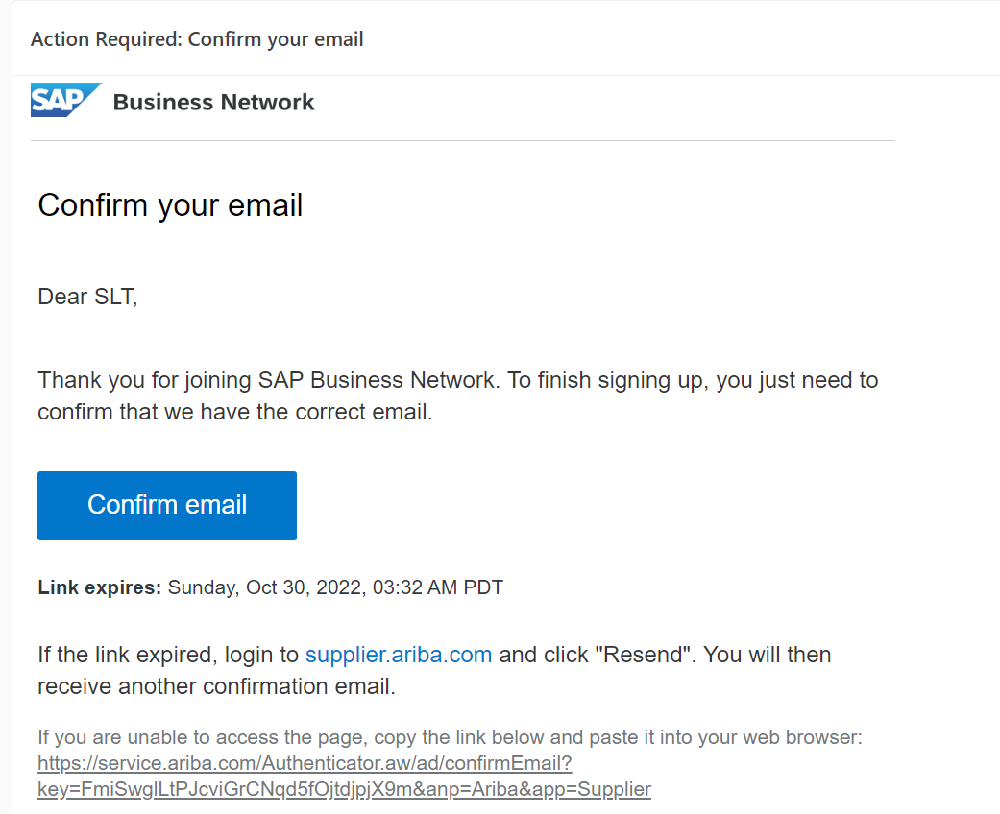 Action Required: Confirm your email
SAP Business Network
Confirm your email
Dear SLT,
Thank you for joining SAP Business Network. To finish signing up, you just need to
confirm that we have the correct email.
Confirm email
Link expires: Sunday, Oct 30, 2022, 03:32 AM PDT
If the link expired, login to supplier.ariba.com and click "Resend". You will then
receive another confirmation email.
If you are unable to access the page, copy the link below and paste it into your web browser:
https://service.ariba.com/Authenticator.aw/ad/confirmEmail?
key=FmiSwglLtPJcviGrCNqd5fOjtdjpjX9m&anp=Ariba&app=Supplier